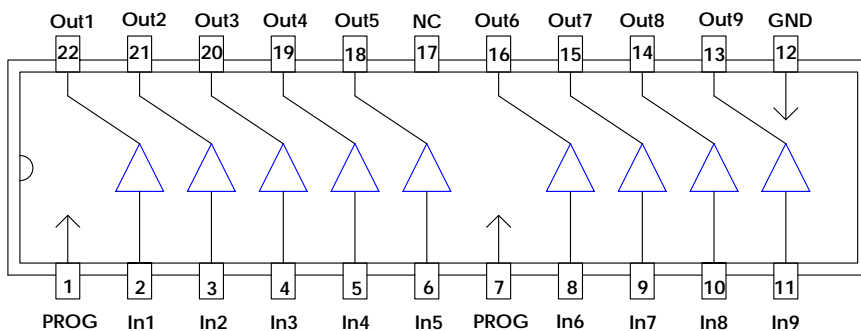 Out1 Out2 Out3 Out4 Out5 NC Out6 Out7 Out8 Out9 GND
22 21 20 19 18 17 16 15 14 13 12
1 2 3 4 5 6 7 8 9 10 11
PROG In1 In2 In3 In4 In5 PROG In6 In7 In8 In9